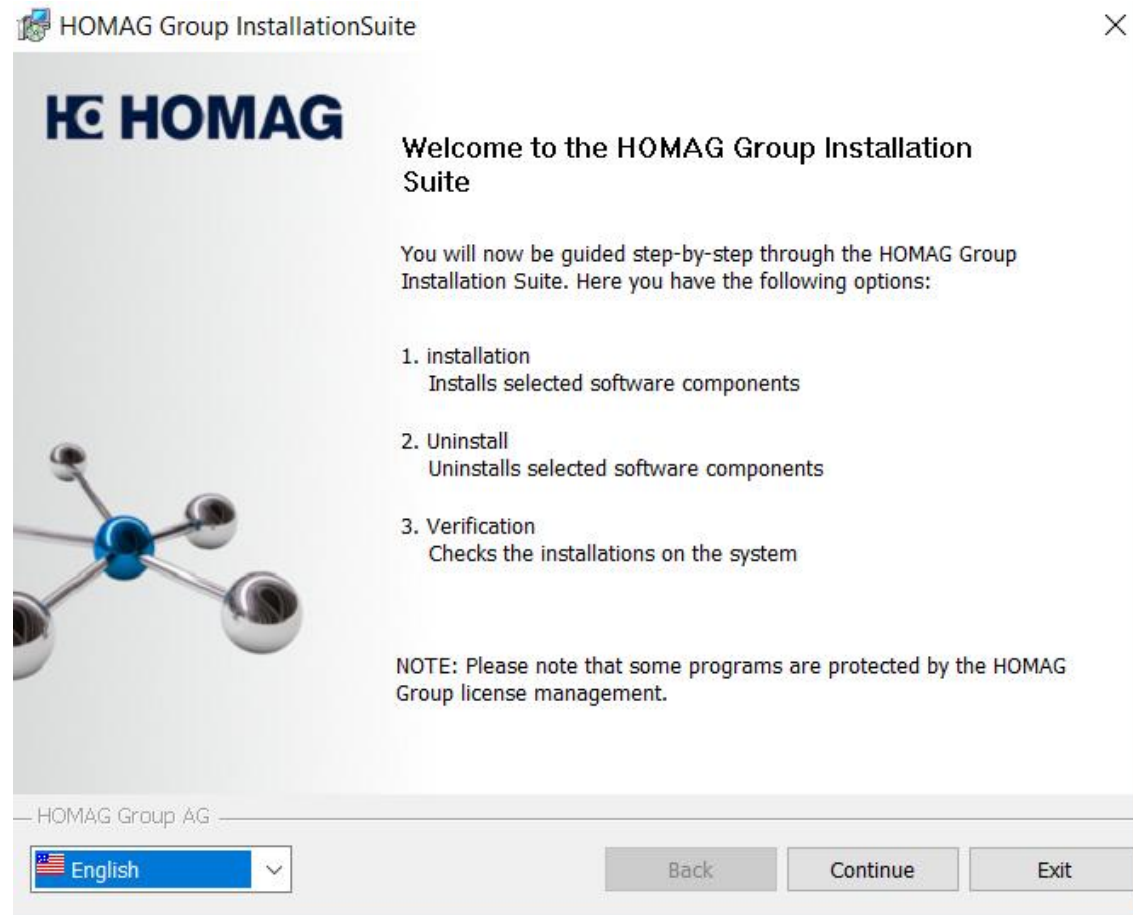 HOMAG Group InstallationSuite
HOMAG
Welcome to the HOMAG Group Installation
Suite
You will now be guided step-by-step through the HOMAG Group
Installation Suite. Here you have the following options:
1. installation
Installs selected software components
2. Uninstall
Uninstalls selected software components
3. Verification
Checks the installations on the system
NOTE: Please note that some programs are protected by the HOMAG
Group license management.
HOMAG Group AG
English
Back
Continue
Exit